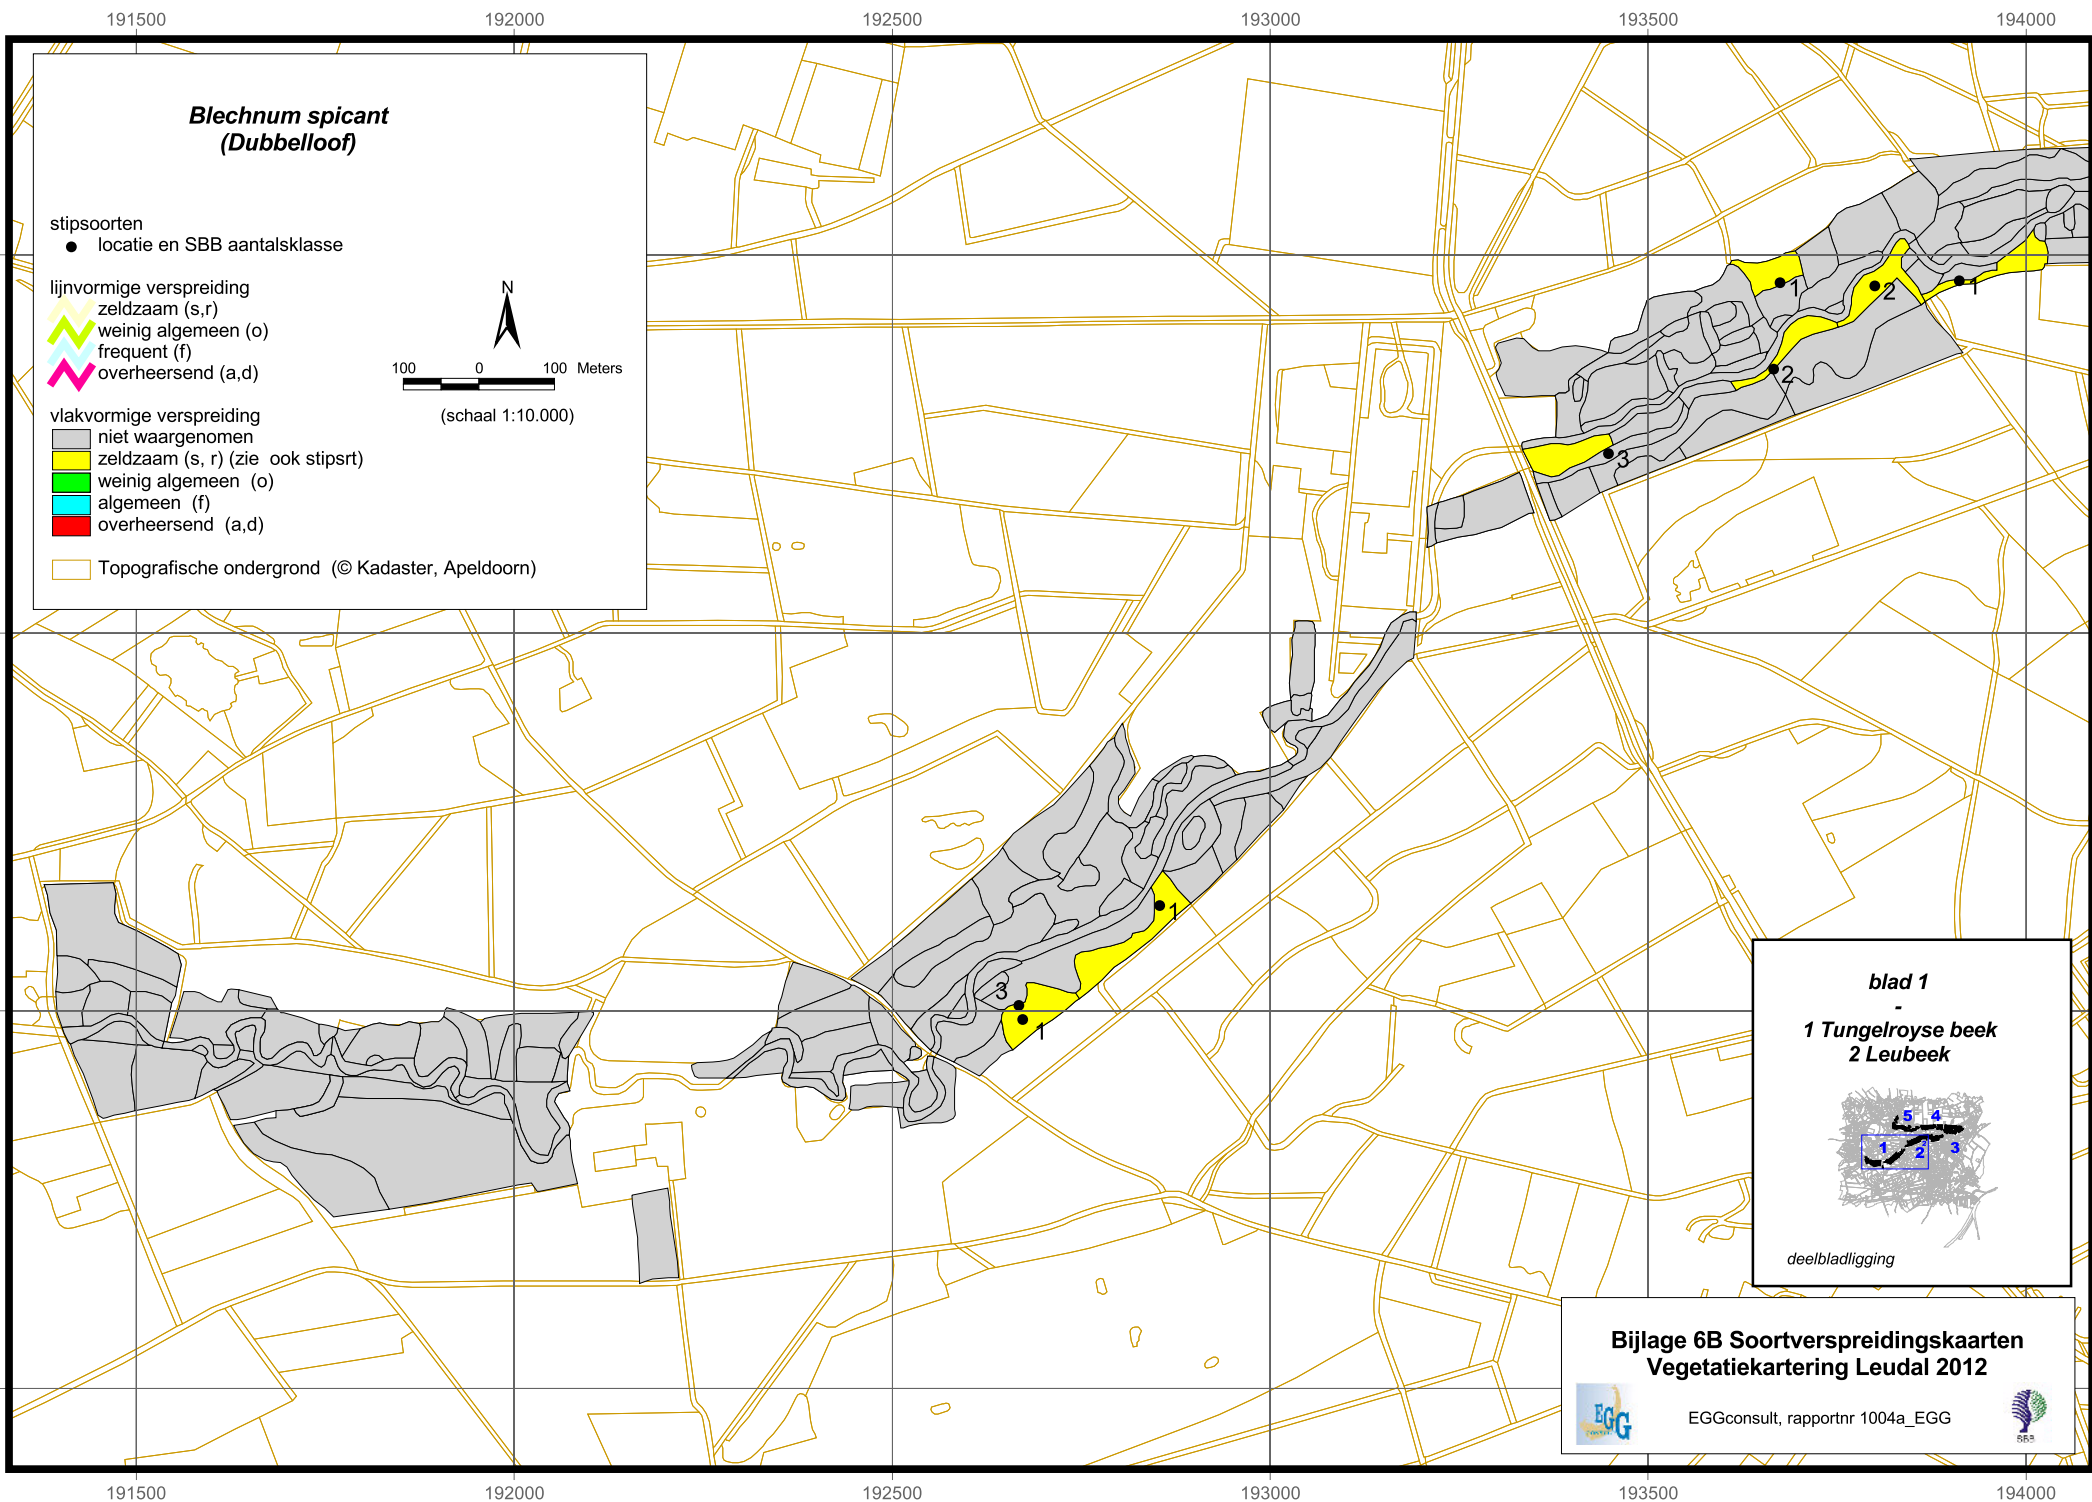 191500 192000 192500 193000 193500 194000
Blechnum spicant
(Dubbelloof)
stipsoorten
locatie en SBB aantalsklasse
lijnvormige verspreiding
zeldzaam (s,r)
weinig algemeen (o)
frequent (f)
overheersend (a,d)
N
100 0 100 Meters
(schaal 1:10.000)
vlakvormige verspreiding
niet waargenomen
zeldzaam (s, r) (zie ook stipsrt)
weinig algemeen (o)
algemeen (f)
overheersend (a,d)
Topografische ondergrond (© Kadaster, Apeldoorn)
1
2
1
2
3
1
3
1
blad 1
-
1 Tungelroyse beek
2 Leubeek
5 4
1 2 2 3
deelbladligging
Bijlage 6B Soortverspreidingskaarten
Vegetatiekartering Leudal 2012
EGG
CONSULT
EGGconsult, rapportnr 1004a_EGG
SBB
191500 192000 192500 193000 193500 194000